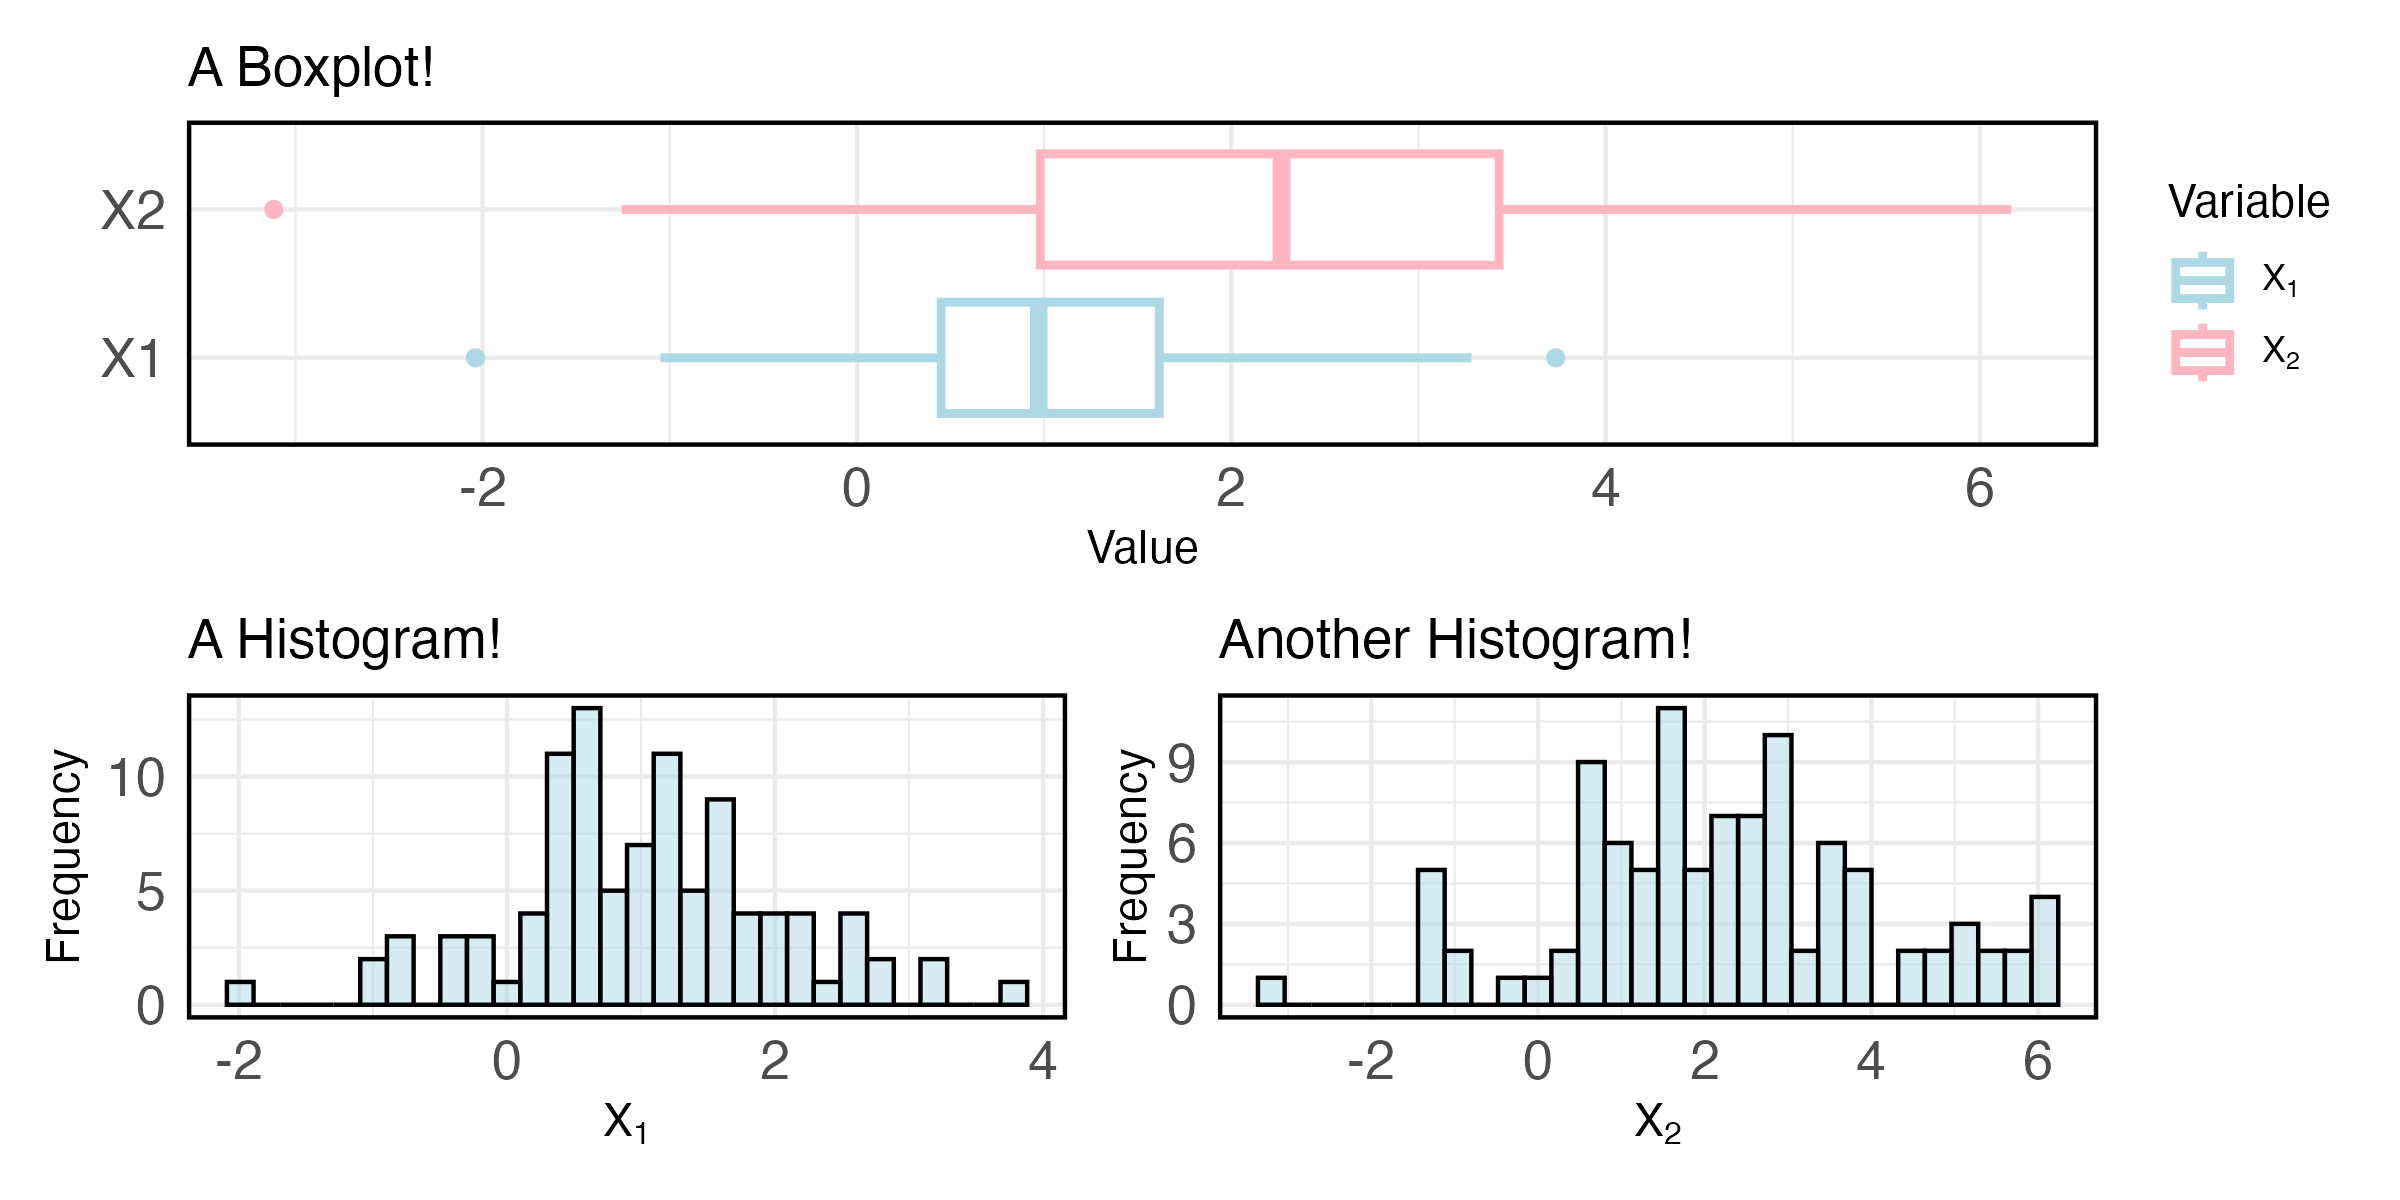 A Boxplot!
X2
X1
-2 0 2 4 6
Value
Variable
X₁
X₂
A Histogram!
Frequency
10
5
0
-2 0 2 4
X₁
Another Histogram!
Frequency
9
6
3
0
-2 0 2 4 6
X₂